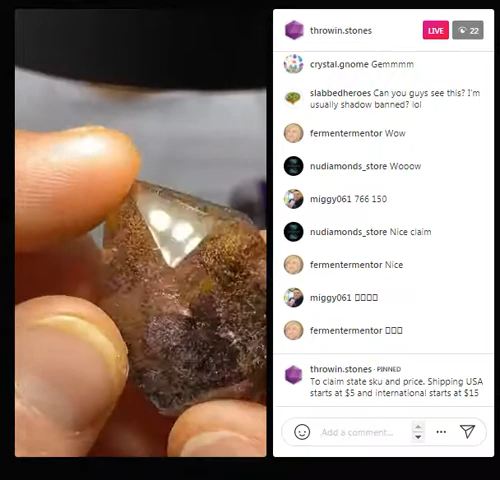 throwin.stones LIVE 22
crystal.gnome Gemmmm
slabbedheroes Can you guys see this? I'm
usually shadow banned? lol
fermentermentor Wow
nudiamonds_store Wooow
miggy061 766 150
nudiamonds_store Nice claim
fermentermentor Nice
miggy061 ▯▯▯▯
fermentermentor ▯▯▯
throwin.stones · PINNED
To claim state sku and price. Shipping USA
starts at $5 and international starts at $15
Add a comment...